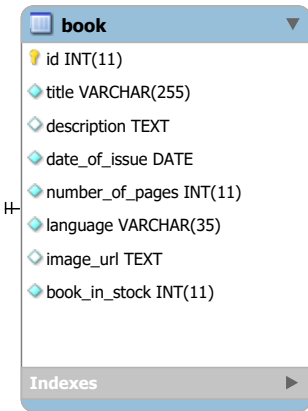 book
id INT(11)
title VARCHAR(255)
description TEXT
date_of_issue DATE
number_of_pages INT(11)
language VARCHAR(35)
image_url TEXT
book_in_stock INT(11)
Indexes